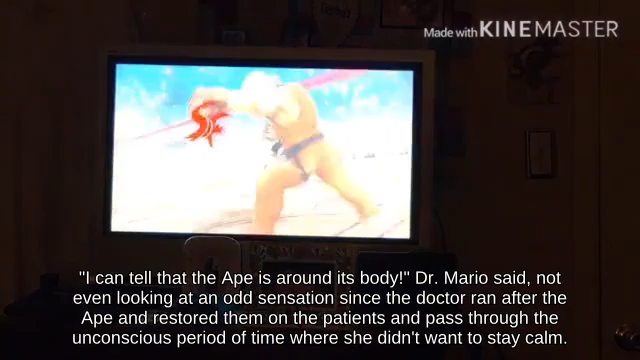 Made with KINEMASTER
"I can tell that the Ape is around its body!" Dr. Mario said, not
even looking at an odd sensation since the doctor ran after the
Ape and restored them on the patients and pass through the
unconscious period of time where she didn't want to stay calm.